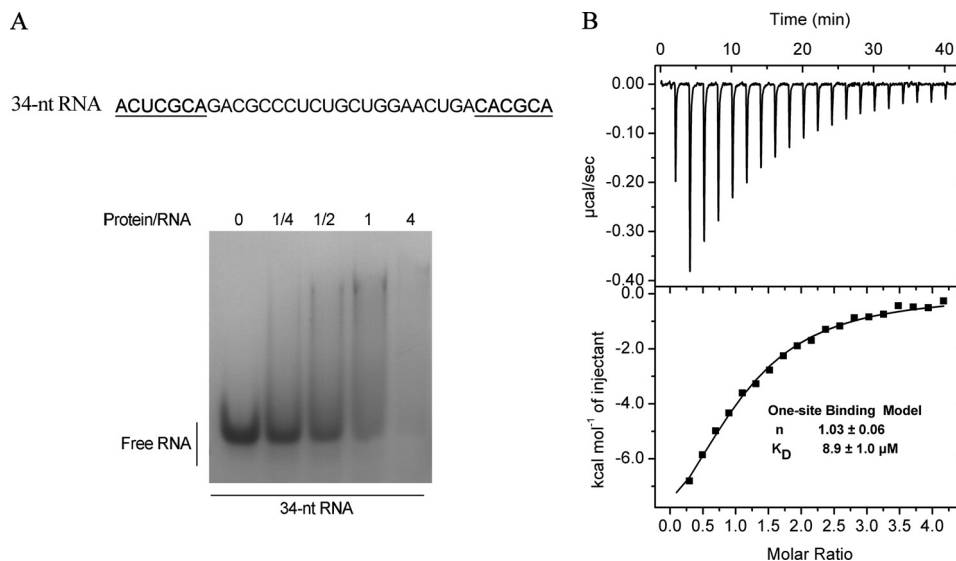 A
34-nt RNA ACUCGCAGACGCCCUCUGCUGGAACUGACACGCA
Protein/RNA 0 1/4 1/2 1 4
Free RNA
34-nt RNA
B
Time (min)
0 10 20 30 40
0.00
-0.10
-0.20
-0.30
-0.40
µcal/sec
0.0
-2.0
-4.0
-6.0
kcal mol⁻¹ of injectant
One-site Binding Model
n 1.03 ± 0.06
K_D 8.9 ± 1.0 µM
0.0 0.5 1.0 1.5 2.0 2.5 3.0 3.5 4.0
Molar Ratio